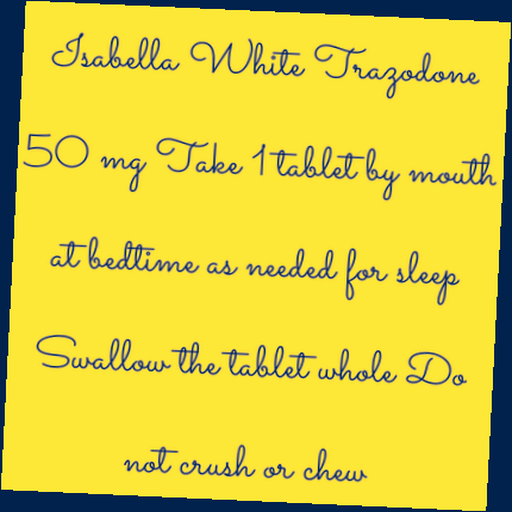 Isabella White Trazodone
50 mg Take 1 tablet by mouth
at bedtime as needed for sleep
Swallow the tablet whole Do
not crush or chew